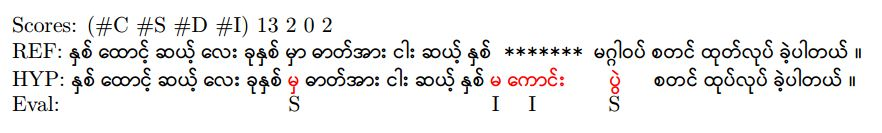 Scores: (#C #S #D #I) 13 2 0 2
REF: နှစ် ထောင့် ဆယ့် လေး ခုနှစ် မှာ ဓာတ်အား ငါး ဆယ့် နှစ် ******* မဂ္ဂါဝပ် စတင် ထုတ်လုပ် ခဲ့ပါတယ် ။
HYP: နှစ် ထောင့် ဆယ့် လေး ခုနှစ် မှ ဓာတ်အား ငါး ဆယ့် နှစ် မ ကောင်း ပွဲ စတင် ထုပ်လုပ် ခဲ့ပါတယ် ။
Eval: S I I S